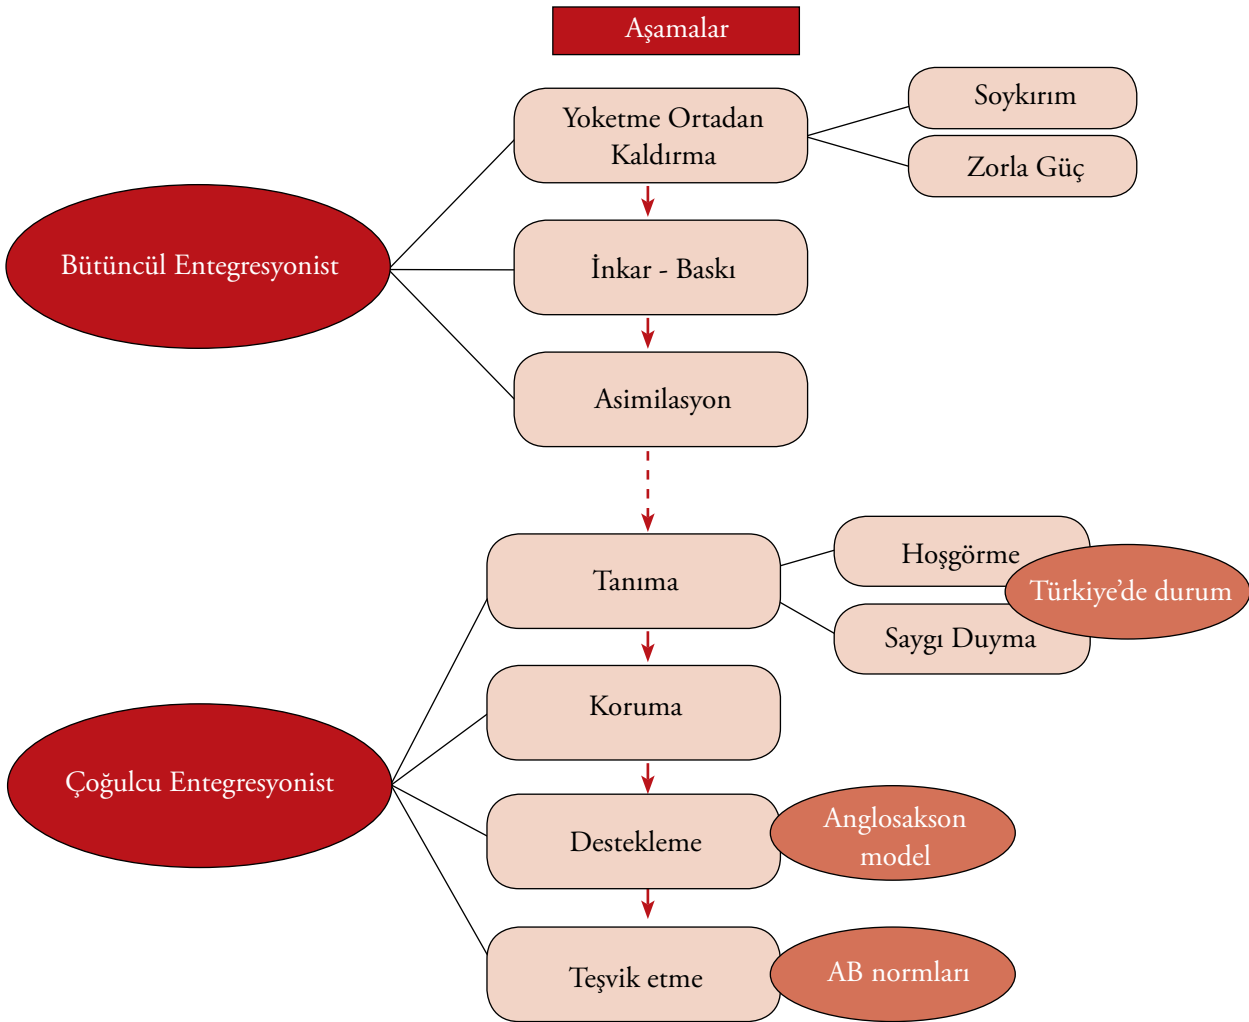 Aşamalar
Yoketme Ortadan
Kaldırma
Soykırım
Zorla Güç
Bütüncül Entegresyonist
İnkar - Baskı
Asimilasyon
Tanıma
Hoşgörme
Türkiye’de durum
Saygı Duyma
Koruma
Çoğulcu Entegresyonist
Destekleme
Anglosakson
model
Teşvik etme
AB normları